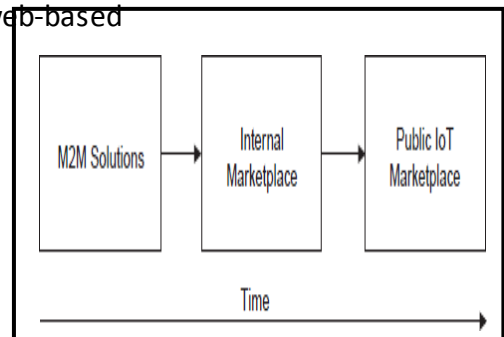 web-based
M2M Solutions
Internal
Marketplace
Public IoT
Marketplace
Time